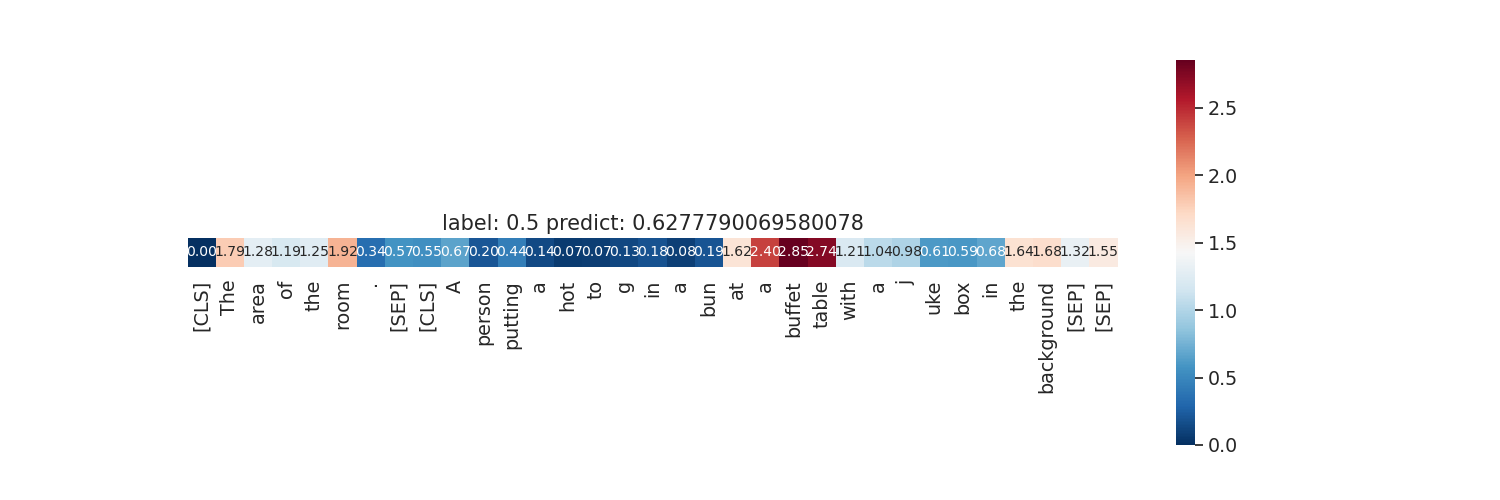 label: 0.5 predict: 0.6277790069580078
0.00 1.79 1.28 1.19 1.25 1.92 0.34 0.57 0.55 0.67 0.20 0.44 0.14 0.07 0.07 0.13 0.18 0.08 0.19 1.62 2.40 2.85 2.74 1.21 1.04 0.98 0.61 0.59 0.68 1.64 1.68 1.32 1.55
[CLS] The area of the room . [SEP] [CLS] A person putting a hot to g in a bun at a buffet table with a j uke box in the background [SEP] [SEP]
2.5
2.0
1.5
1.0
0.5
0.0